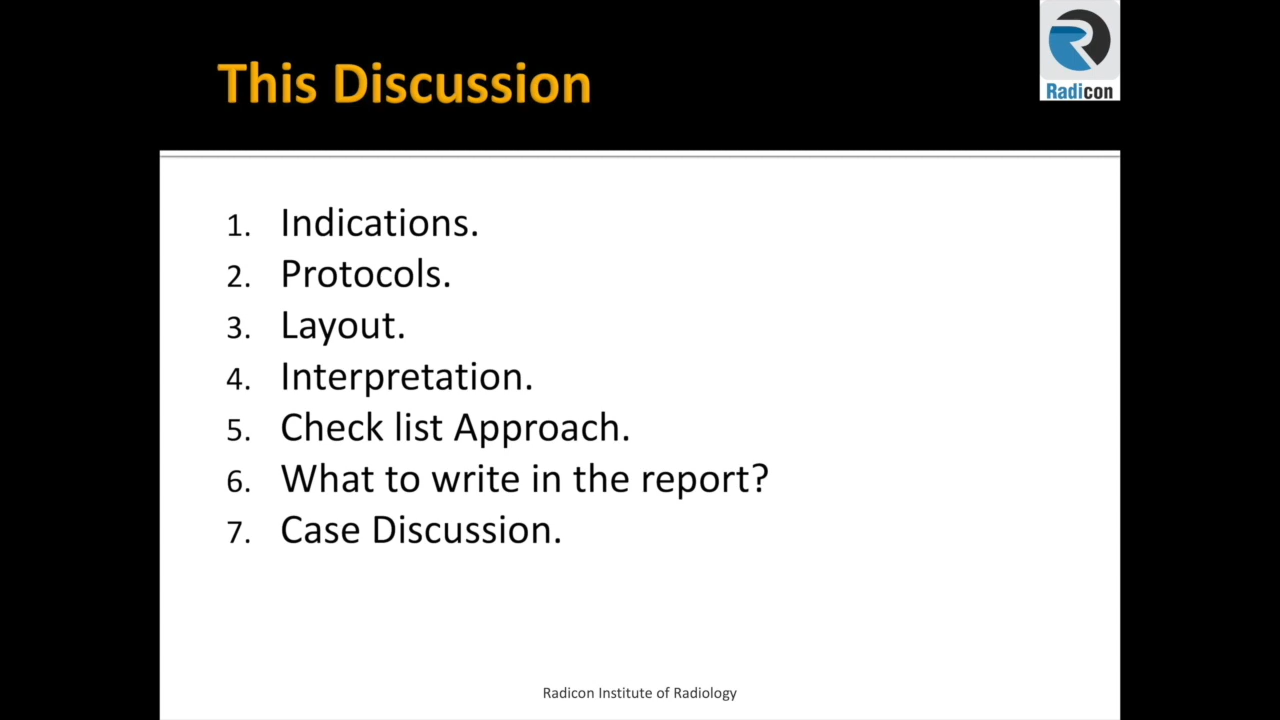 This Discussion
Radicon
1. Indications.
2. Protocols.
3. Layout.
4. Interpretation.
5. Check list Approach.
6. What to write in the report?
7. Case Discussion.
Radicon Institute of Radiology